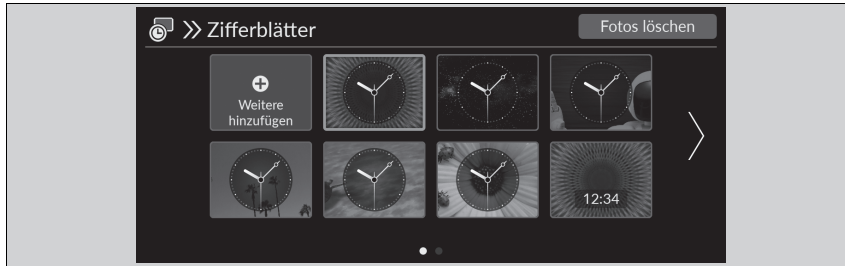 Zifferblätter
Fotos löschen
Weitere
hinzufügen
12:34